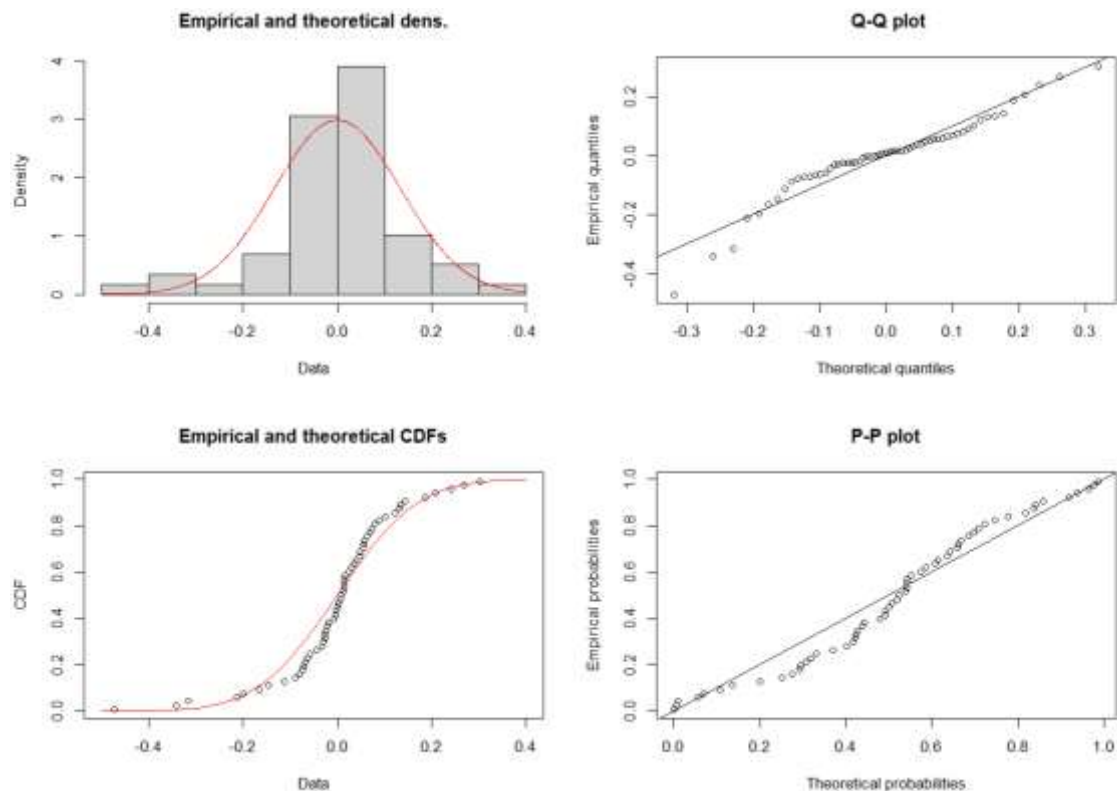 Empirical and theoretical dens.
Density
0 1 2 3 4
-0.4 -0.2 0.0 0.2 0.4
Data
Q-Q plot
Empirical quantiles
-0.4 -0.2 0.0 0.2
-0.3 -0.2 -0.1 0.0 0.1 0.2 0.3
Theoretical quantiles
Empirical and theoretical CDFs
CDF
0.0 0.2 0.4 0.6 0.8 1.0
-0.4 -0.2 0.0 0.2 0.4
Data
P-P plot
Empirical probabilities
0.0 0.2 0.4 0.6 0.8 1.0
0.0 0.2 0.4 0.6 0.8 1.0
Theoretical probabilities